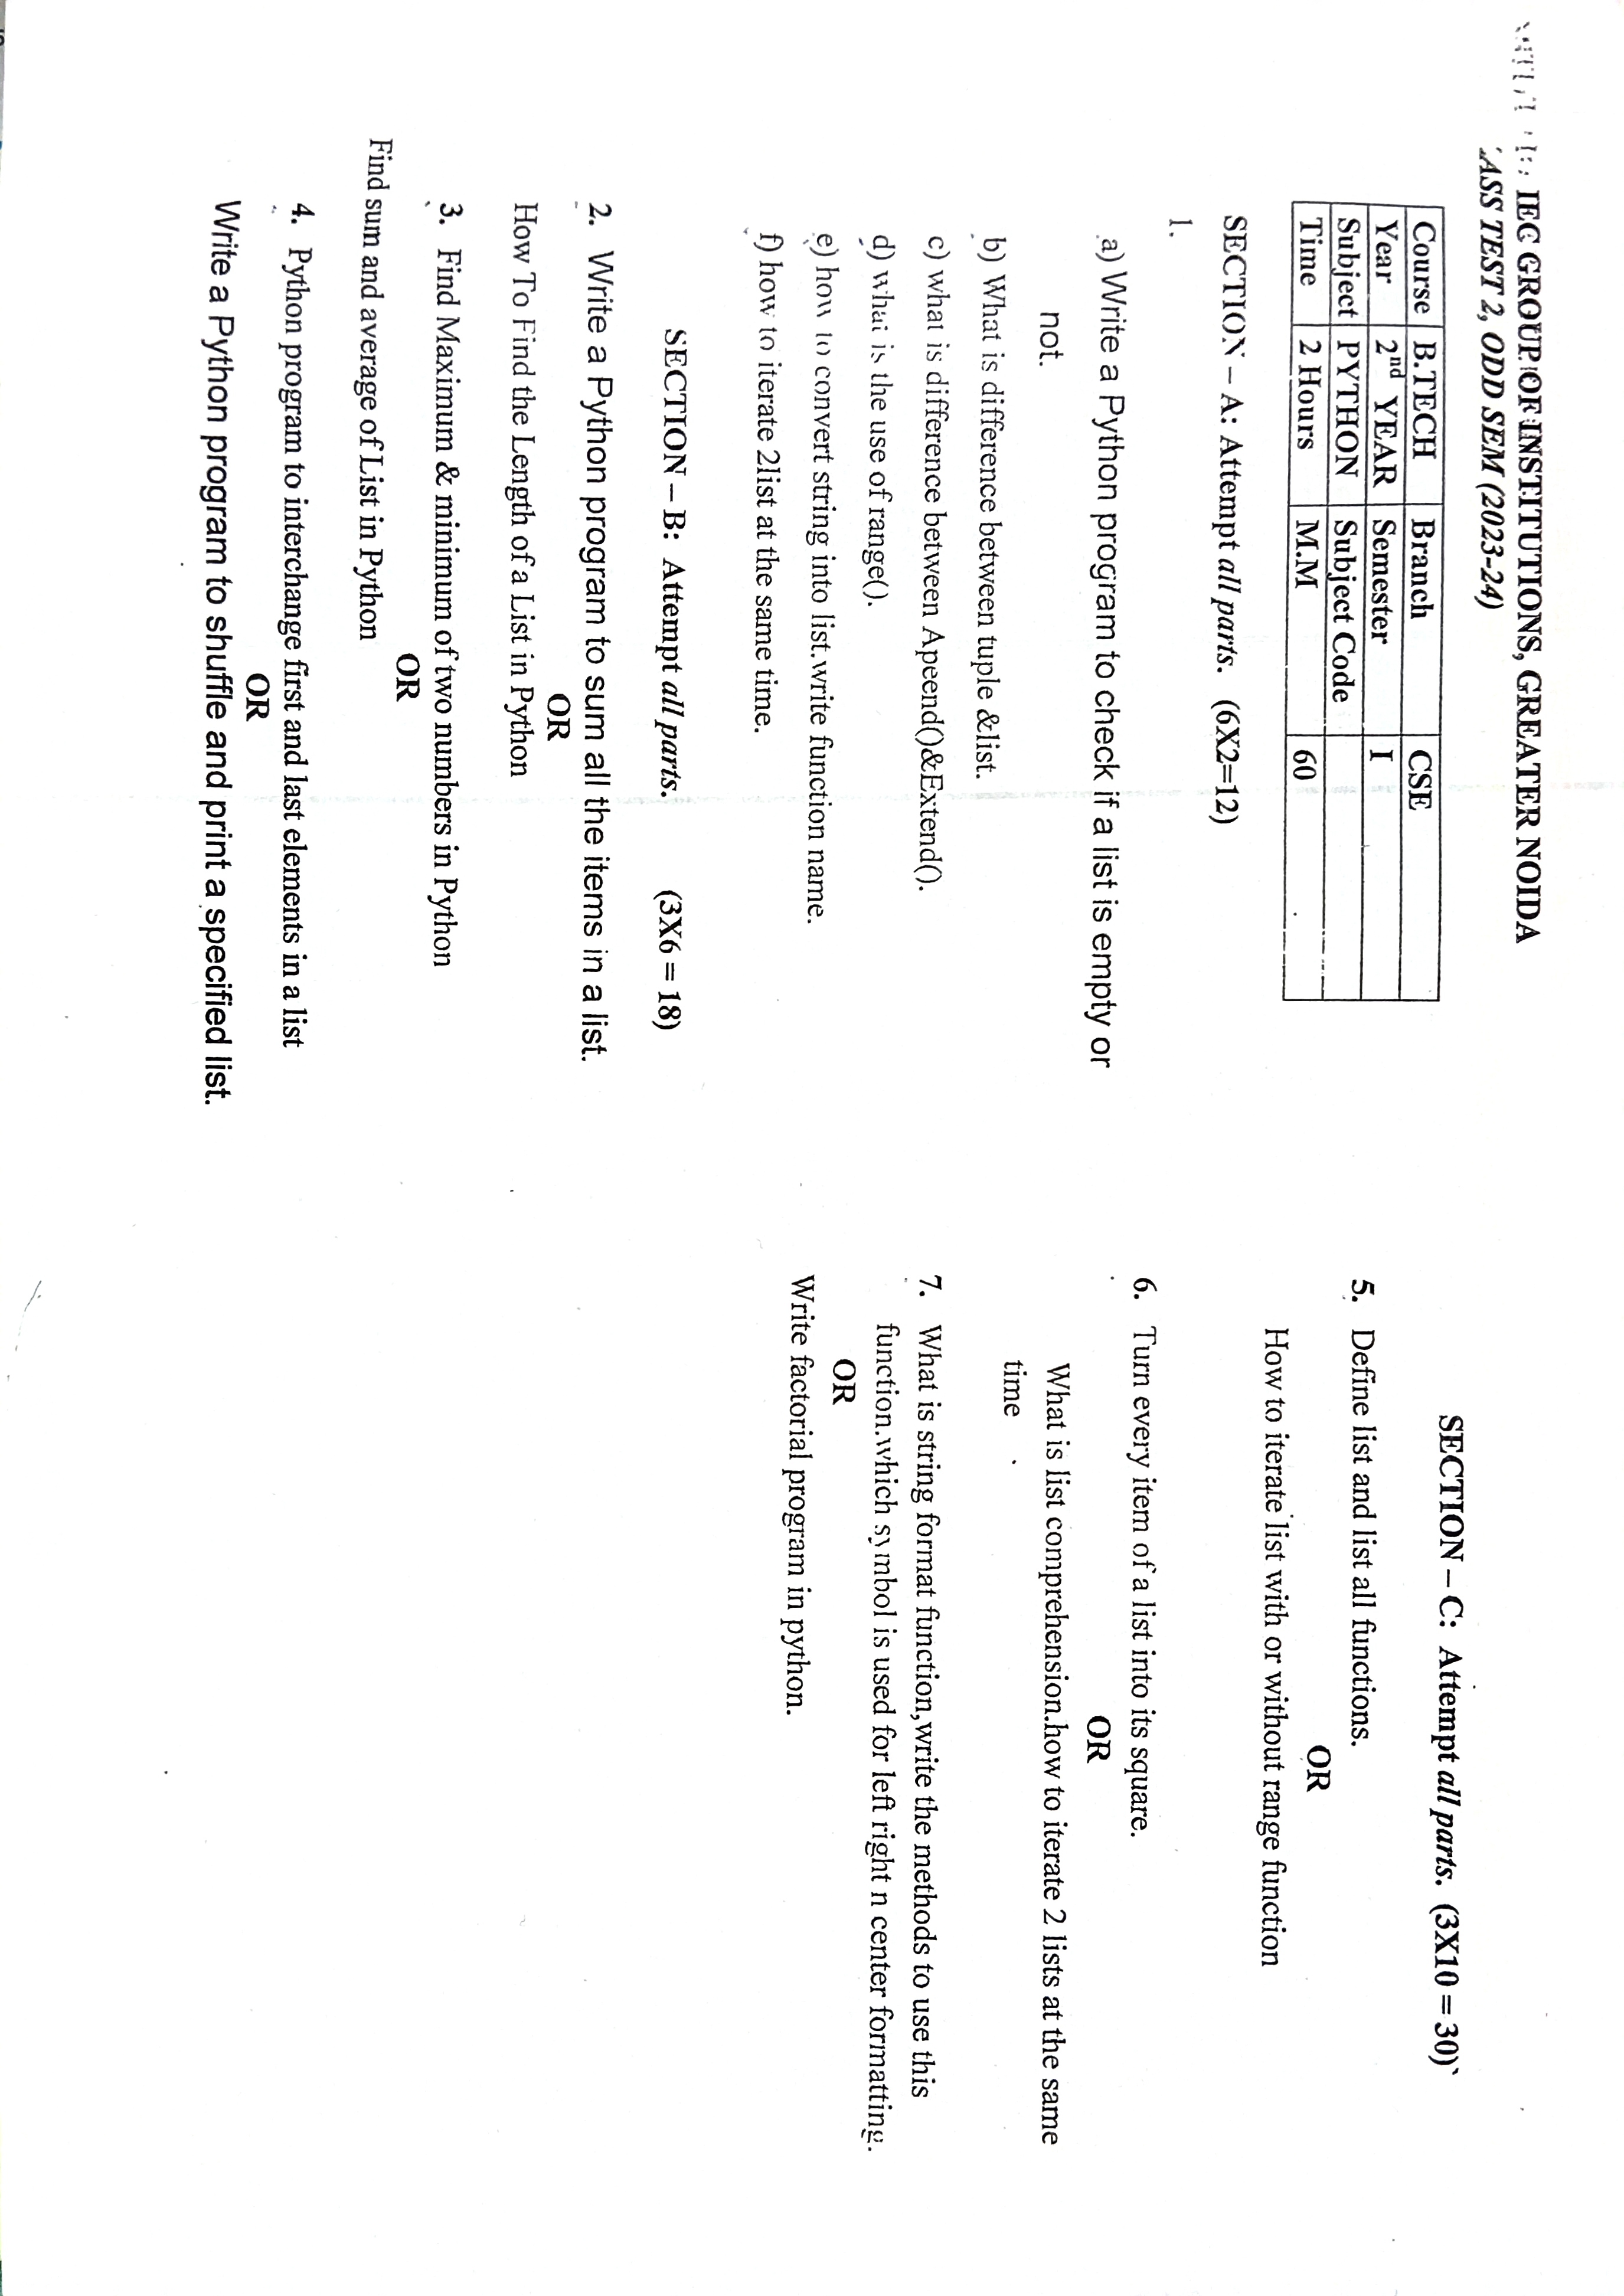 IEC GROUP OF INSTITUTIONS, GREATER NOIDA
ASS TEST 2, ODD SEM (2023-24)
Course B.TECH Branch CSE
Year 2nd YEAR Semester I
Subject PYTHON Subject Code
Time 2 Hours M.M 60
SECTION – A: Attempt all parts. (6X2=12)
1.
a) Write a Python program to check if a list is empty or
not.
b) What is difference between tuple &list.
c) what is difference between Apeend()&Extend().
d) what is the use of range().
e) how to convert string into list.write function name.
f) how to iterate 2list at the same time.
SECTION – B: Attempt all parts. (3X6 = 18)
2. Write a Python program to sum all the items in a list.
OR
How To Find the Length of a List in Python
3. Find Maximum & minimum of two numbers in Python
OR
Find sum and average of List in Python
4. Python program to interchange first and last elements in a list
OR
Write a Python program to shuffle and print a specified list.
SECTION – C: Attempt all parts. (3X10 = 30)
5. Define list and list all functions.
OR
How to iterate list with or without range function
6. Turn every item of a list into its square.
OR
What is list comprehension.how to iterate 2 lists at the same
time
7. What is string format function,write the methods to use this
function.which symbol is used for left right n center formatting.
OR
Write factorial program in python.